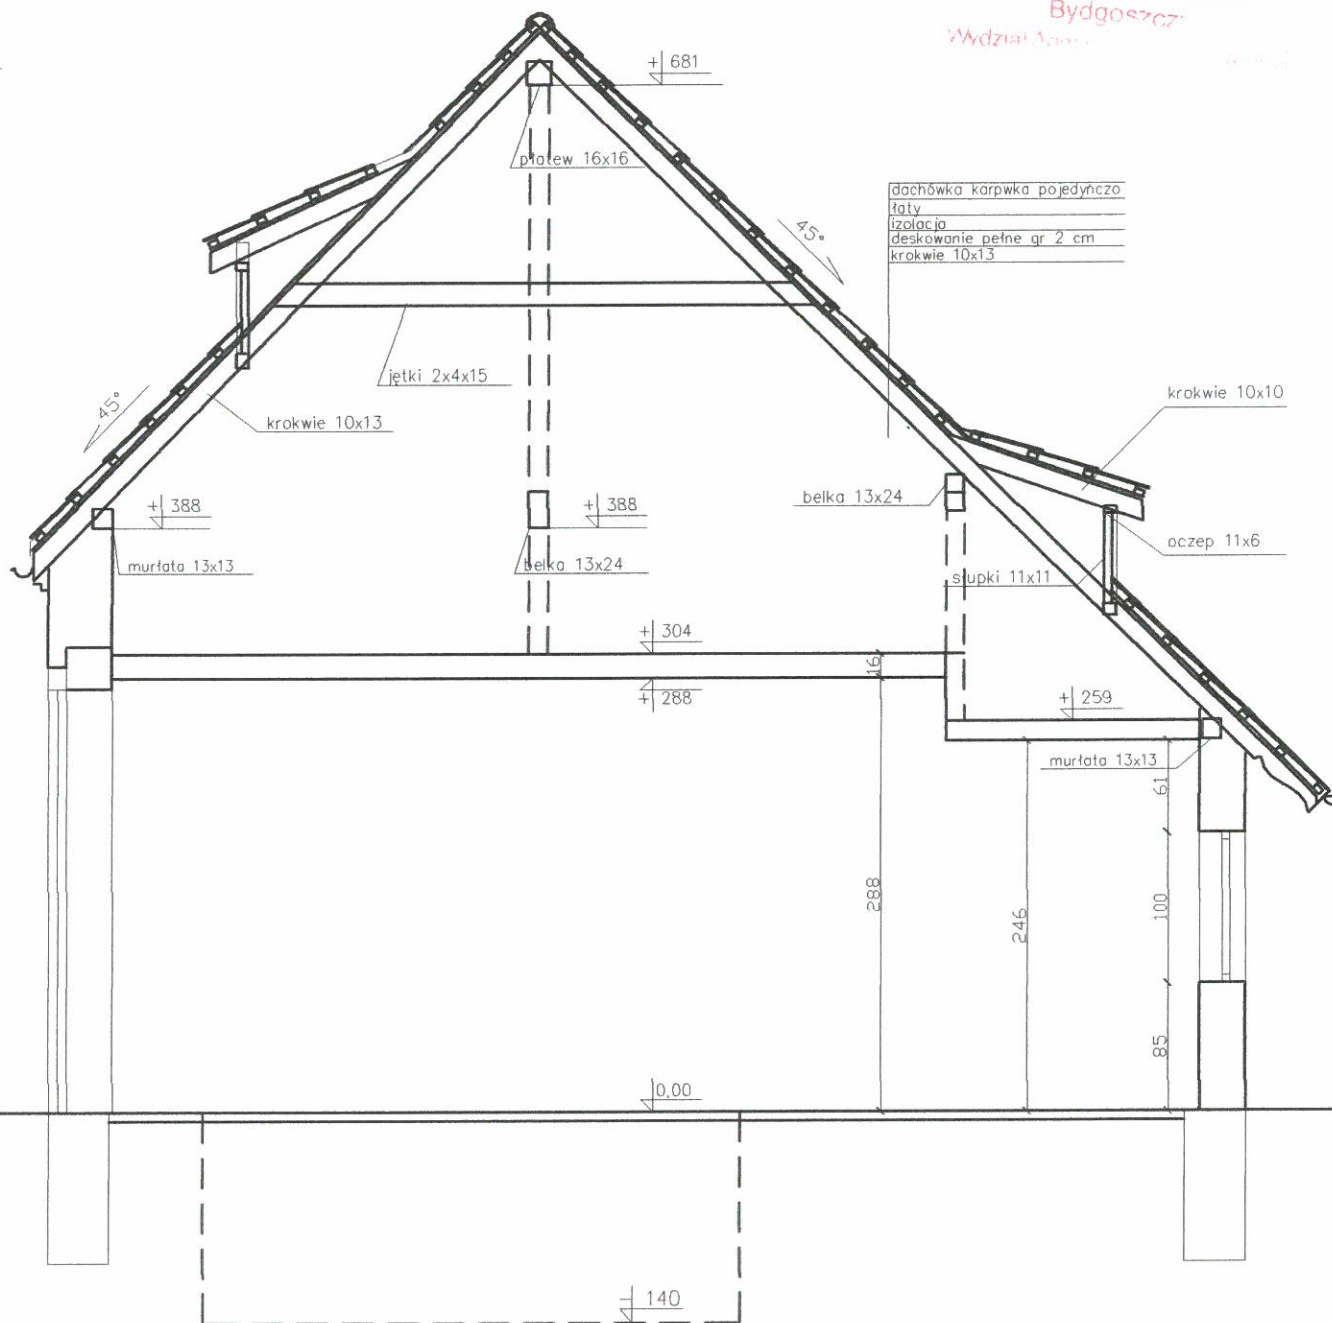 Bydgoszcz
Wydział
+ 681
płatew 16x16
dachówka karpwka pojedyńczo
łaty
izolacja
deskowanie pełne gr 2 cm
krokwie 10x13
45°
jętki 2x4x15
krokwie 10x10
45°
krokwie 10x13
belka 13x24
+ 388
+ 388
oczep 11x6
murłata 13x13
belka 13x24
słupki 11x11
+ 304
16
+ 288
+ 259
murłata 13x13
61
288
246
100
85
0,00
- 140